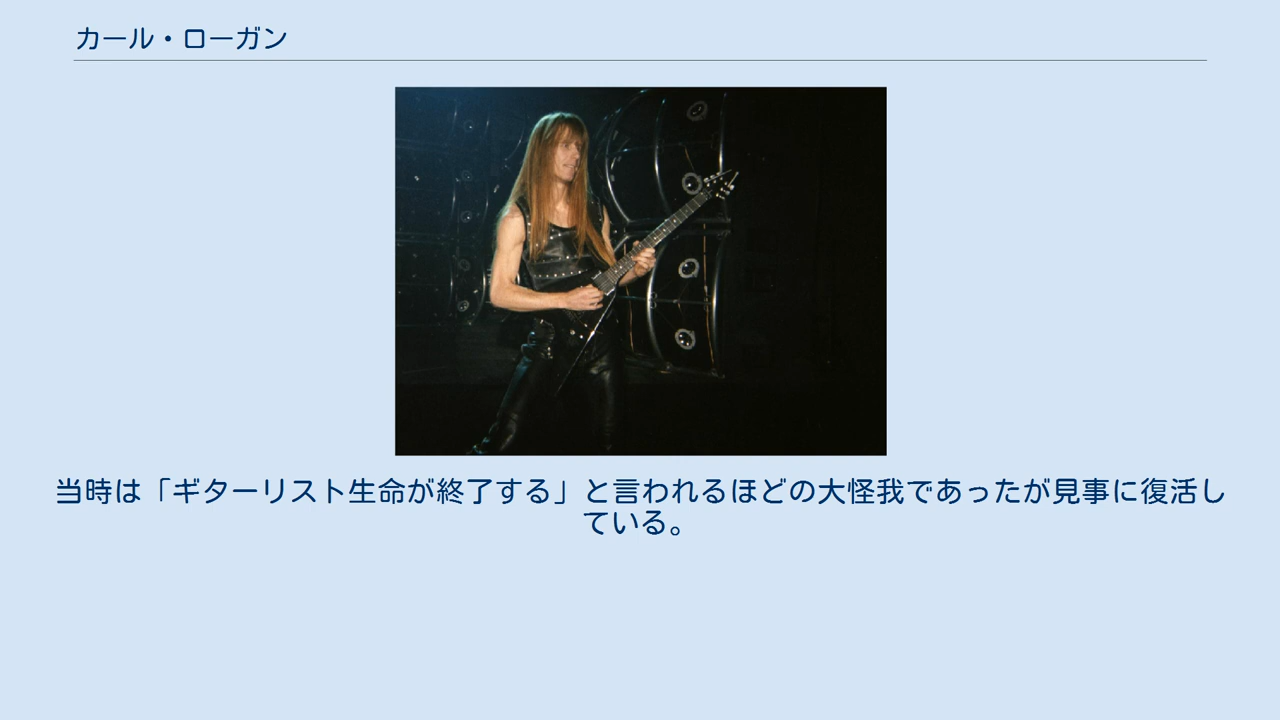 カール・ローガン
当時は「ギターリスト生命が終了する」と言われるほどの大怪我であったが見事に復活し
ている。